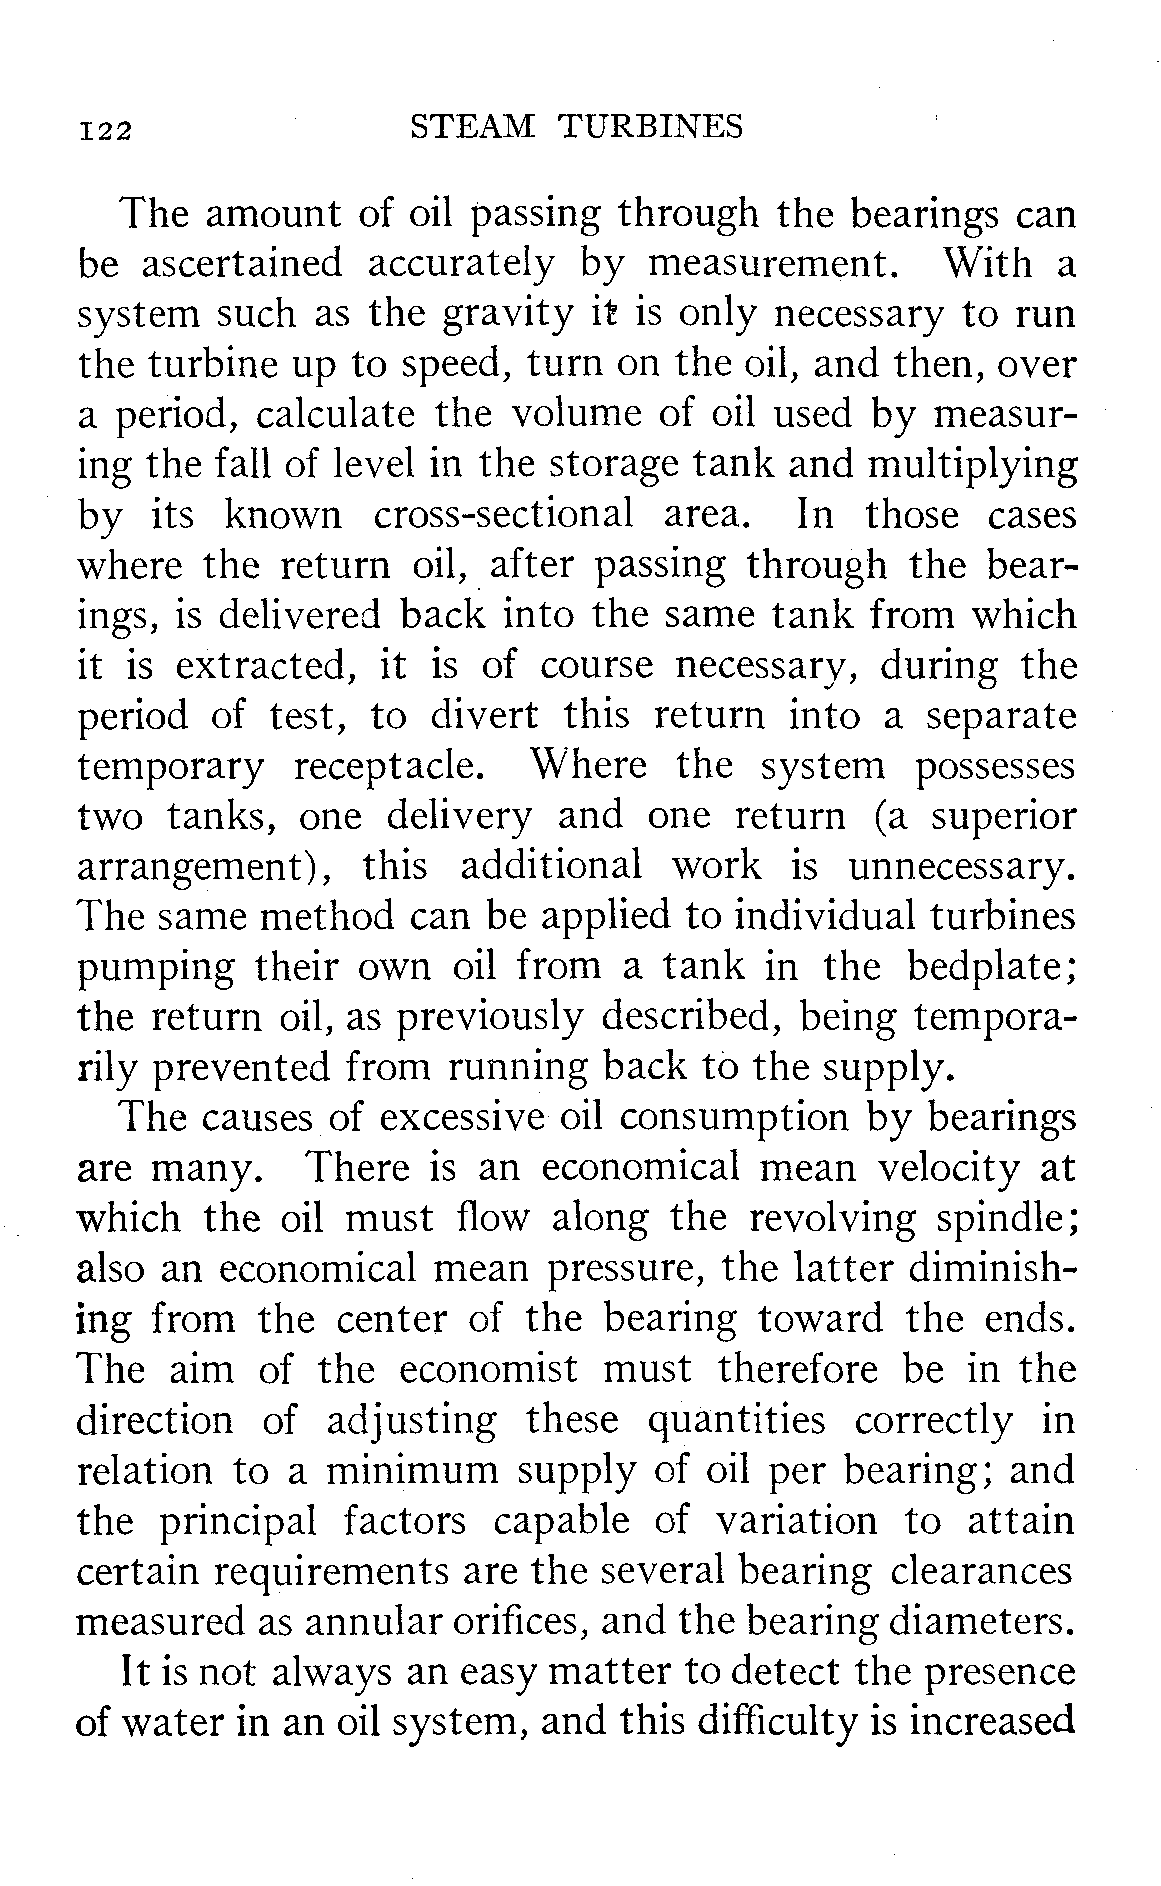 122 STEAM TURBINES
The amount of oil passing through the bearings can
be ascertained accurately by measurement. With a
system such as the gravity it is only necessary to run
the turbine up to speed, turn on the oil, and then, over
a period, calculate the volume of oil used by measur-
ing the fall of level in the storage tank and multiplying
by its known cross-sectional area. In those cases
where the return oil, after passing through the bear-
ings, is delivered back into the same tank from which
it is extracted, it is of course necessary, during the
period of test, to divert this return into a separate
temporary receptacle. Where the system possesses
two tanks, one delivery and one return (a superior
arrangement), this additional work is unnecessary.
The same method can be applied to individual turbines
pumping their own oil from a tank in the bedplate;
the return oil, as previously described, being tempora-
rily prevented from running back to the supply.
The causes of excessive oil consumption by bearings
are many. There is an economical mean velocity at
which the oil must flow along the revolving spindle;
also an economical mean pressure, the latter diminish-
ing from the center of the bearing toward the ends.
The aim of the economist must therefore be in the
direction of adjusting these quantities correctly in
relation to a minimum supply of oil per bearing; and
the principal factors capable of variation to attain
certain requirements are the several bearing clearances
measured as annular orifices, and the bearing diameters.
It is not always an easy matter to detect the presence
of water in an oil system, and this difficulty is increased